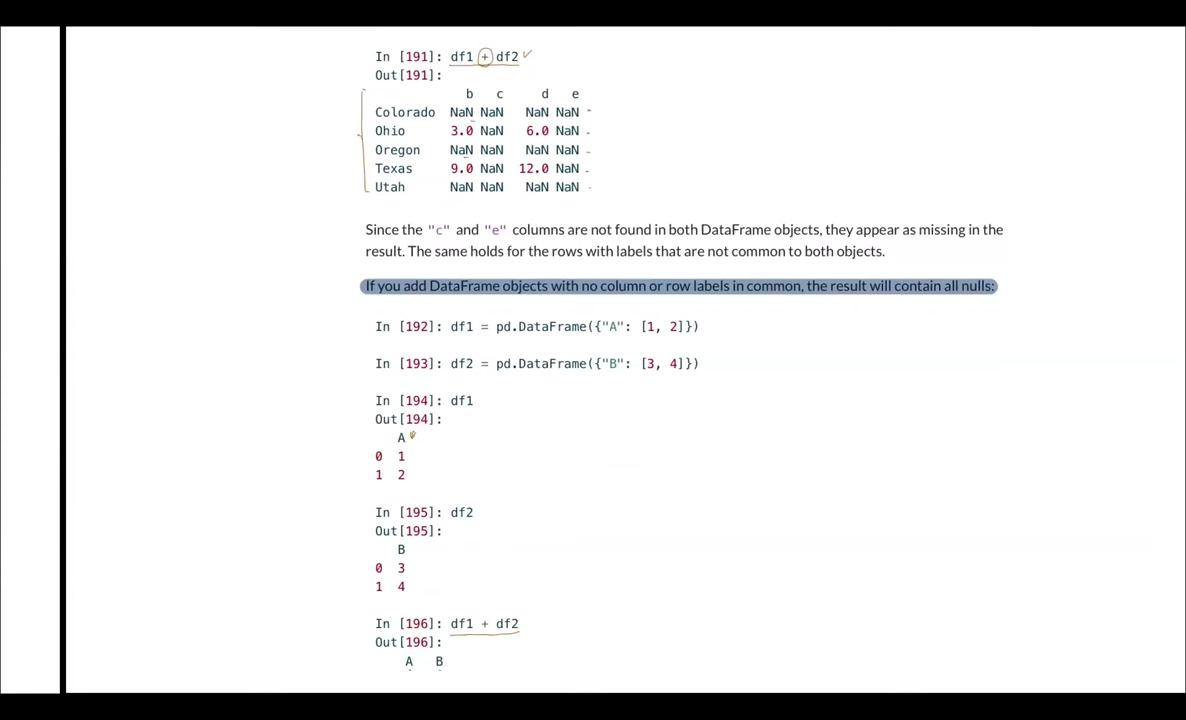 In [191]: df1 + df2
Out[191]:
b c d e
Colorado NaN NaN NaN NaN
Ohio 3.0 NaN 6.0 NaN
Oregon NaN NaN NaN NaN
Texas 9.0 NaN 12.0 NaN
Utah NaN NaN NaN NaN
Since the "c" and "e" columns are not found in both DataFrame objects, they appear as missing in the
result. The same holds for the rows with labels that are not common to both objects.
If you add DataFrame objects with no column or row labels in common, the result will contain all nulls:
In [192]: df1 = pd.DataFrame({"A": [1, 2]})
In [193]: df2 = pd.DataFrame({"B": [3, 4]})
In [194]: df1
Out[194]:
A
0 1
1 2
In [195]: df2
Out[195]:
B
0 3
1 4
In [196]: df1 + df2
Out[196]:
A B